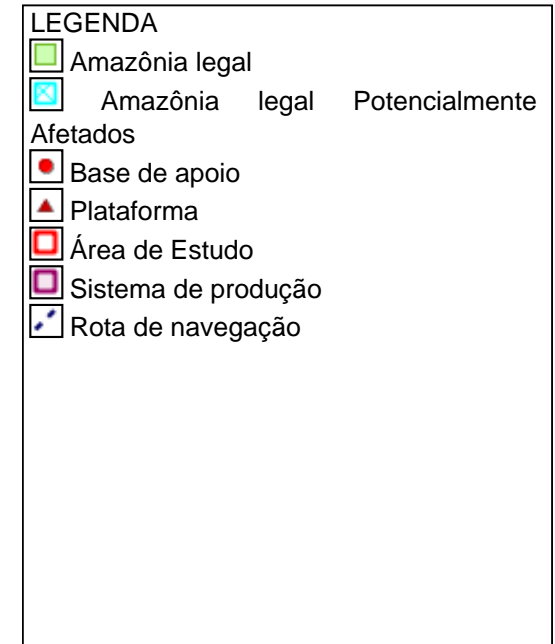 LEGENDA
Amazônia legal
Amazônia legal Potencialmente
Afetados
Base de apoio
Plataforma
Área de Estudo
Sistema de produção
Rota de navegação